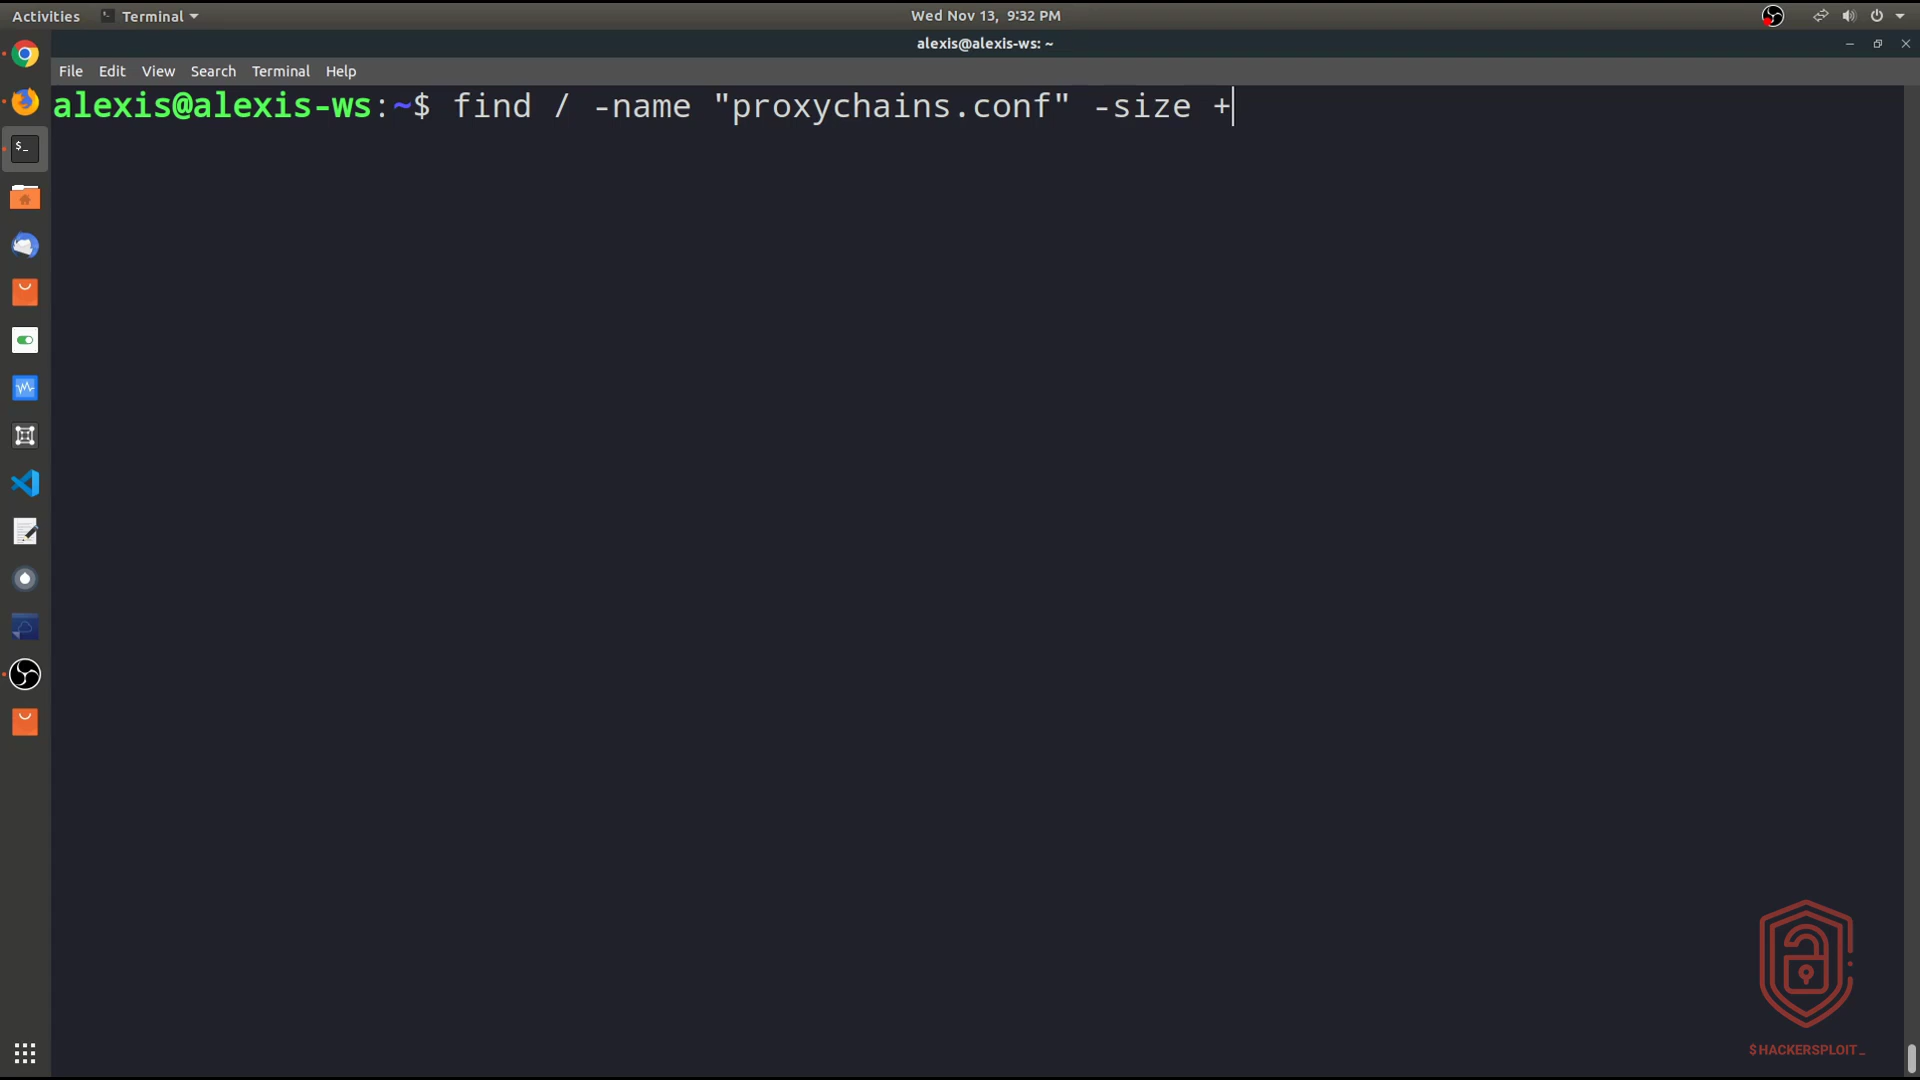 Activities Terminal Wed Nov 13, 9:32 PM
alexis@alexis-ws: ~
File Edit View Search Terminal Help
alexis@alexis-ws:~$ find / -name "proxychains.conf" -size +
$HACKERSPLOIT_